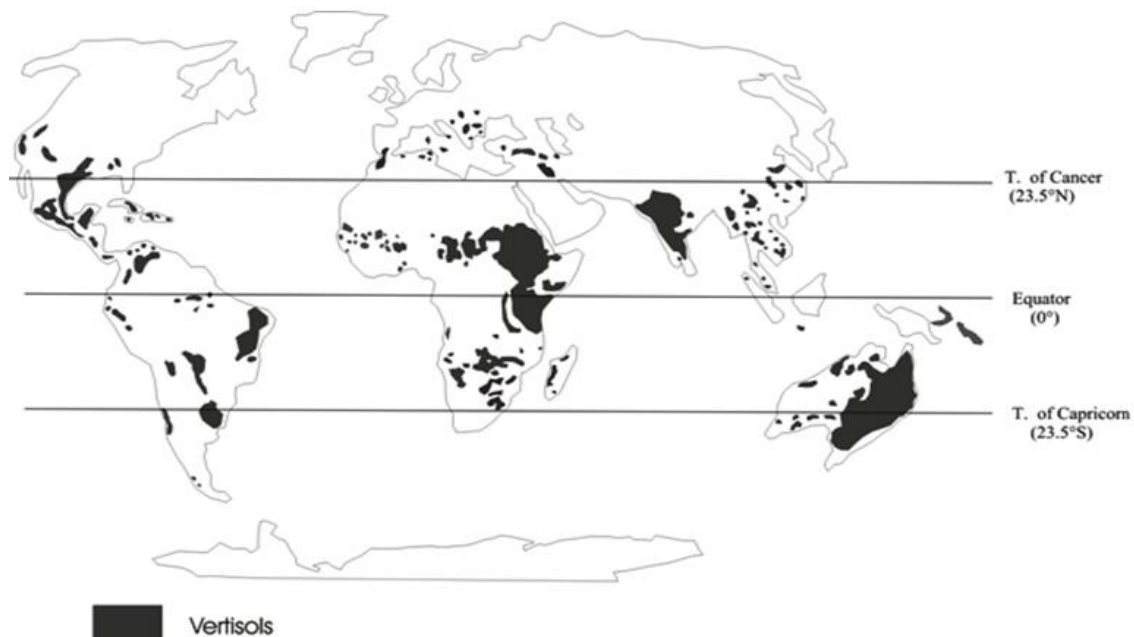 T. of Cancer
(23.5°N)
Equator
(0°)
T. of Capricorn
(23.5°S)
Vertisols